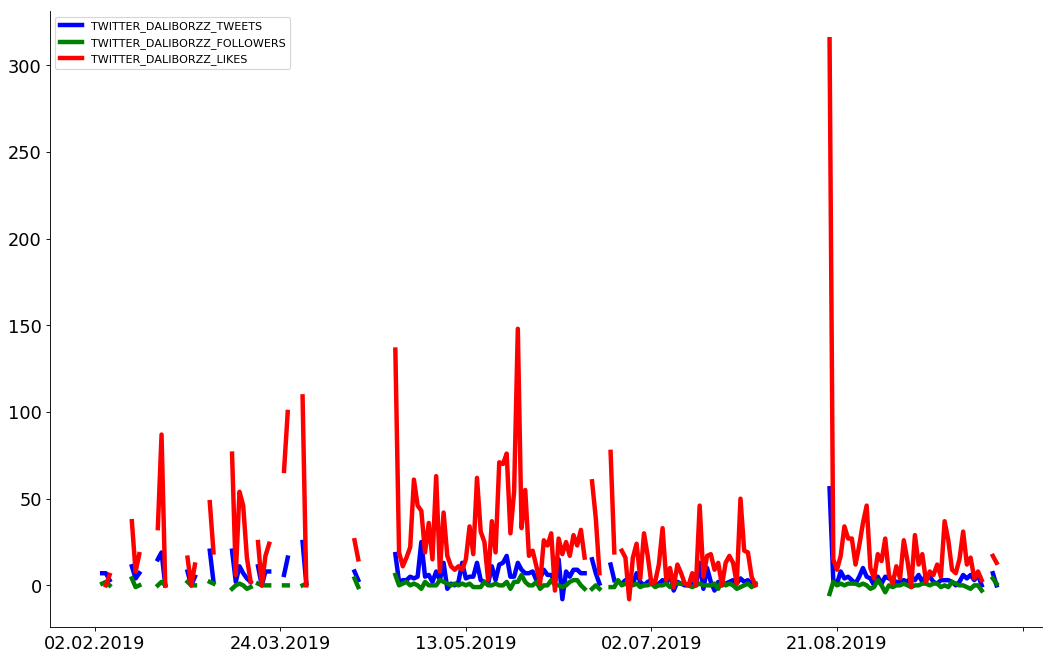 TWITTER_DALIBORZZ_TWEETS
TWITTER_DALIBORZZ_FOLLOWERS
TWITTER_DALIBORZZ_LIKES
300
250
200
150
100
50
0
02.02.2019 24.03.2019 13.05.2019 02.07.2019 21.08.2019